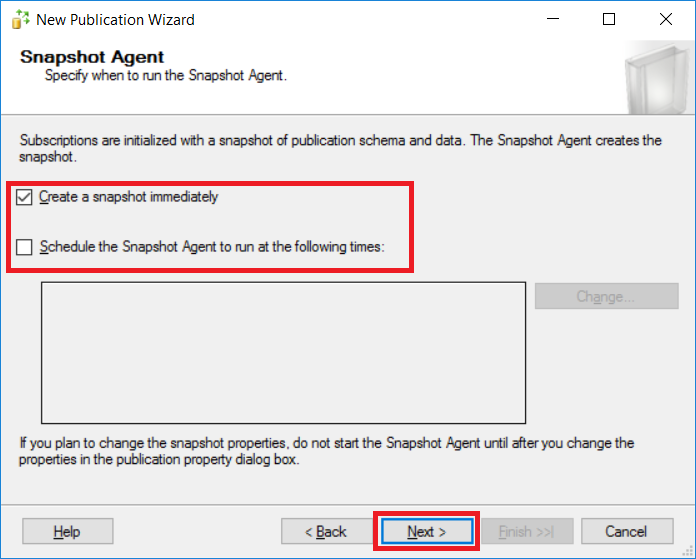 New Publication Wizard
Snapshot Agent
Specify when to run the Snapshot Agent.
Subscriptions are initialized with a snapshot of publication schema and data. The Snapshot Agent creates the
snapshot.
Create a snapshot immediately
Schedule the Snapshot Agent to run at the following times:
Change...
If you plan to change the snapshot properties, do not start the Snapshot Agent until after you change the
properties in the publication property dialog box.
Help
< Back
Next >
Finish >>|
Cancel